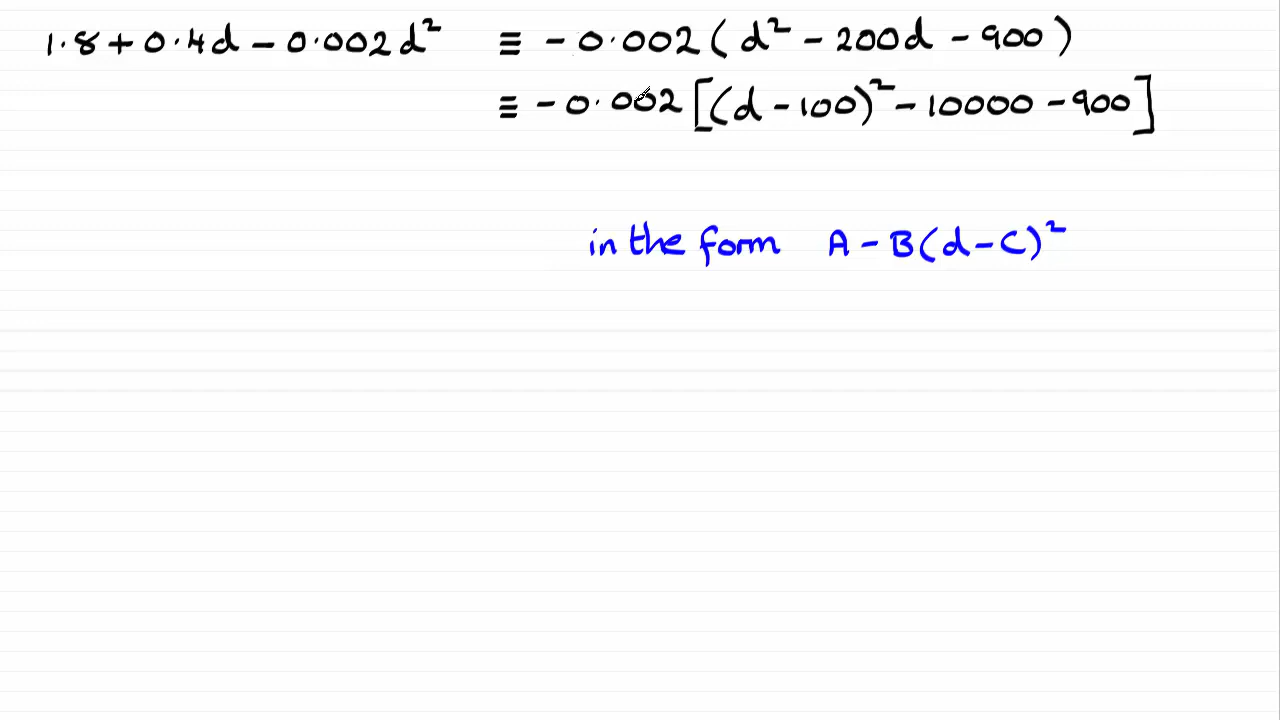 1.8 + 0.4d - 0.002d² ≡ -0.002(d² - 200d - 900)
≡ -0.002[(d - 100)² - 10000 - 900]
in the form A - B(d - C)²